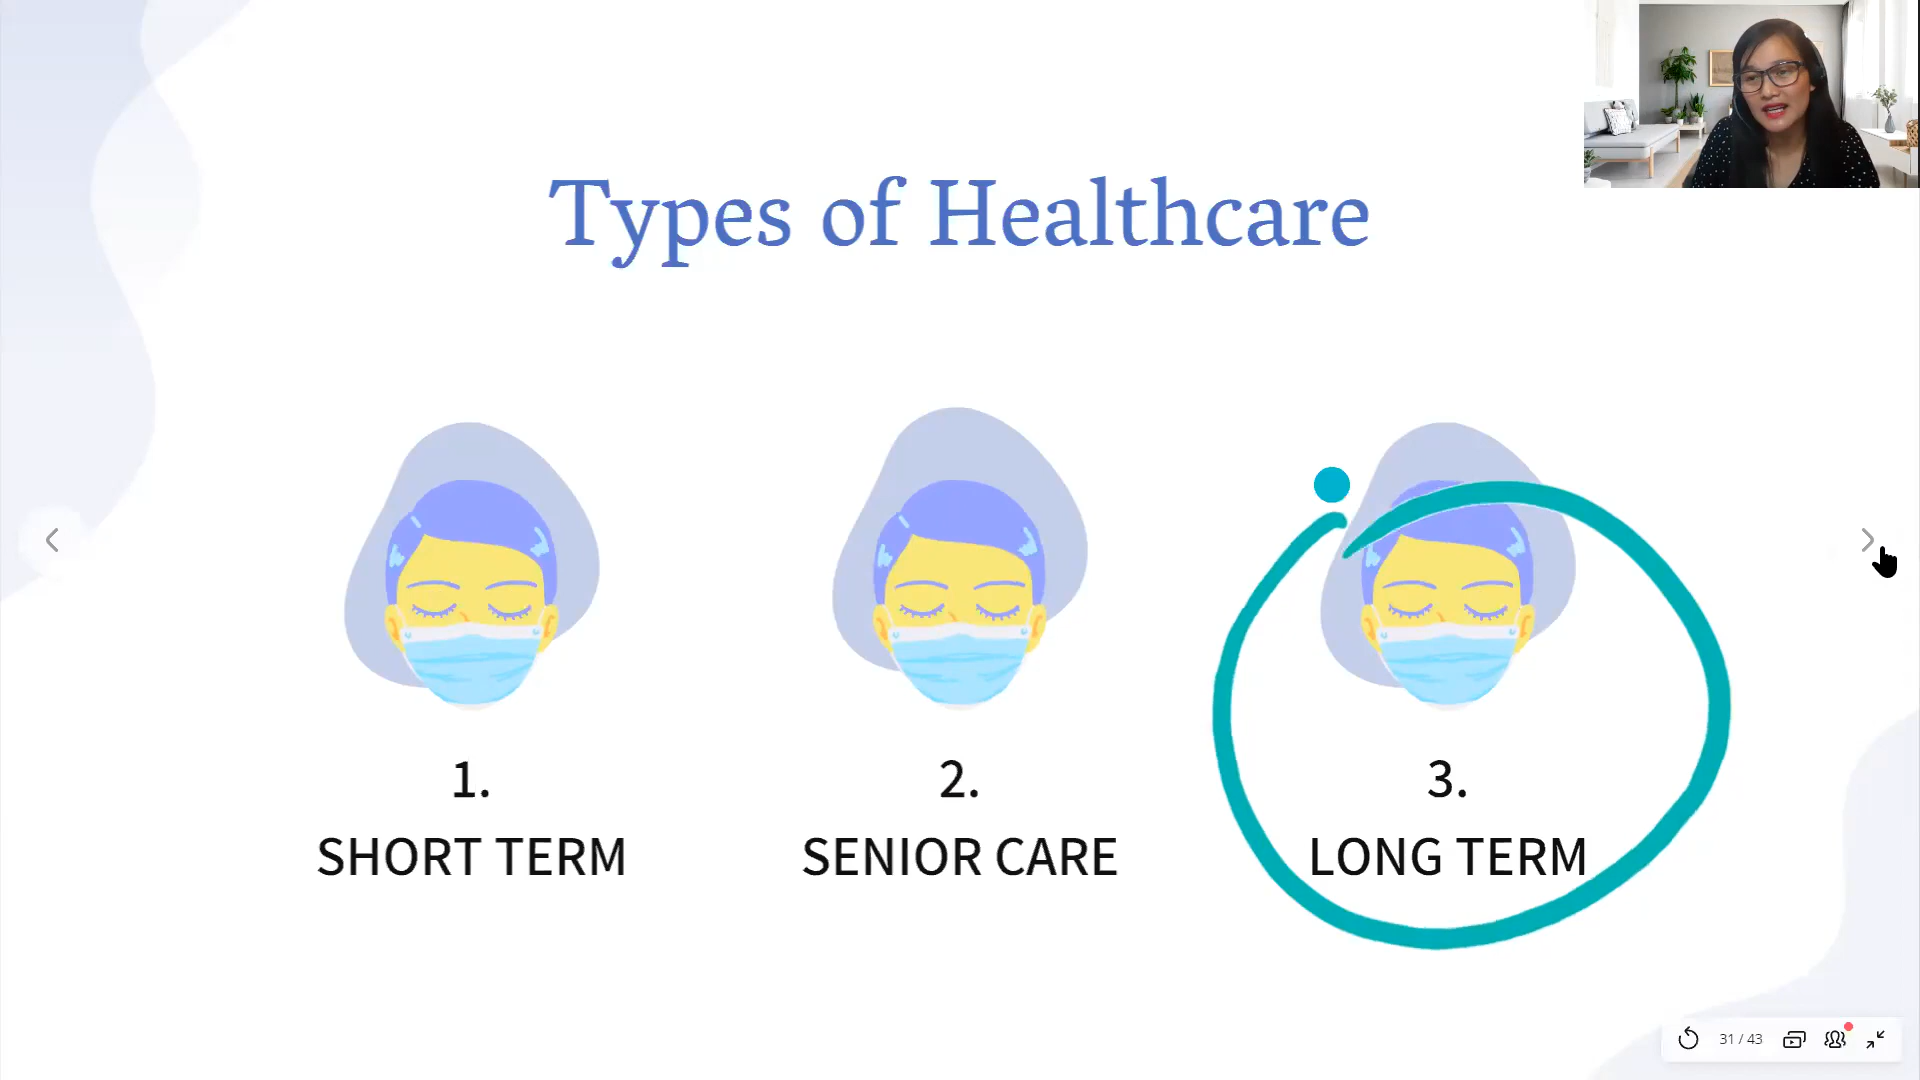 Types of Healthcare
1.
SHORT TERM
2.
SENIOR CARE
3.
LONG TERM
31 / 43